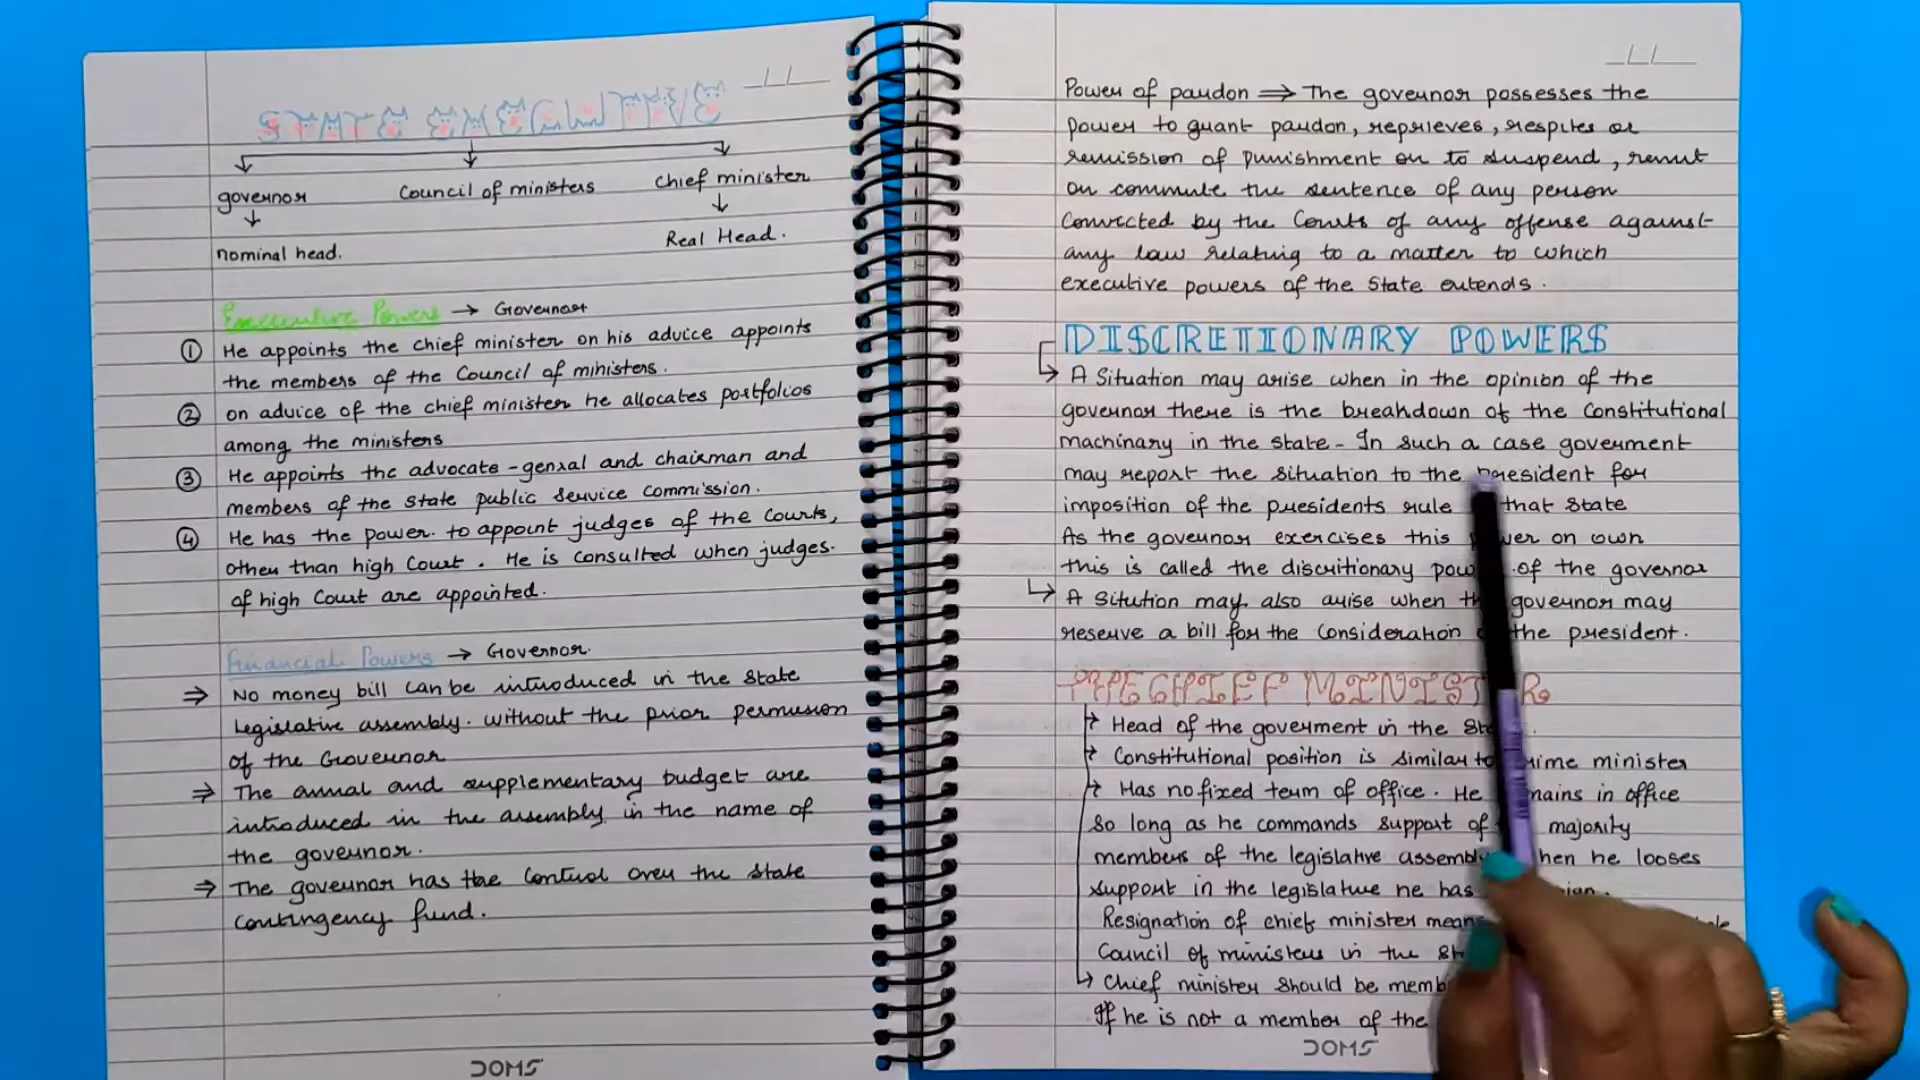 STATE EXECUTIVE
governor
Council of ministers
chief minister
nominal head.
Real Head.
Executive Powers → Governor
① He appoints the chief minister on his advice appoints
the members of the Council of ministers.
② on advice of the chief minister he allocates portfolios
among the ministers
③ He appoints the advocate-genral and chairman and
members of the state public service commission.
④ He has the power to appoint judges of the courts,
other than high Court. He is consulted when judges.
of high Court are appointed.
Financial Powers → Governor.
⇒ No money bill can be introduced in the state
legislative assembly. without the prior permission
of the Governor
⇒ The annal and supplementary budget are
introduced in the assembly in the name of
the governor.
⇒ The governor has the control over the state
contingency fund.
DOMS
Power of pardon ⇒ The governor possesses the
power to grant pardon, reprieves, respites or
remission of punishment or to suspend, remit
or commute the sentence of any person
convicted by the Courts of any offense against
any law relating to a matter to which
executive powers of the State extends.
DISCRETIONARY POWERS
→ A Situation may arise when in the opinion of the
governor there is the breakdown of the Constitutional
machinary in the state - In such a case goverment
may report the situation to the president for
imposition of the presidents rule that state
As the governor exercises this on own
this is called the discritionary of the governor
→ A Sitution may also arise when governor may
reserve a bill for the consideration the president.
THE CHIEF MINISTER
→ Head of the goverment in the
→ Constitutional position is similar to minister
→ Has no fixed term of office. He in office
So long as he commands support of majority
members of the legislative he looses
support in the legislature he has
Resignation of chief minister
Council of ministers in the
→ Chief minister should be
If he is not a member of the
DOMS